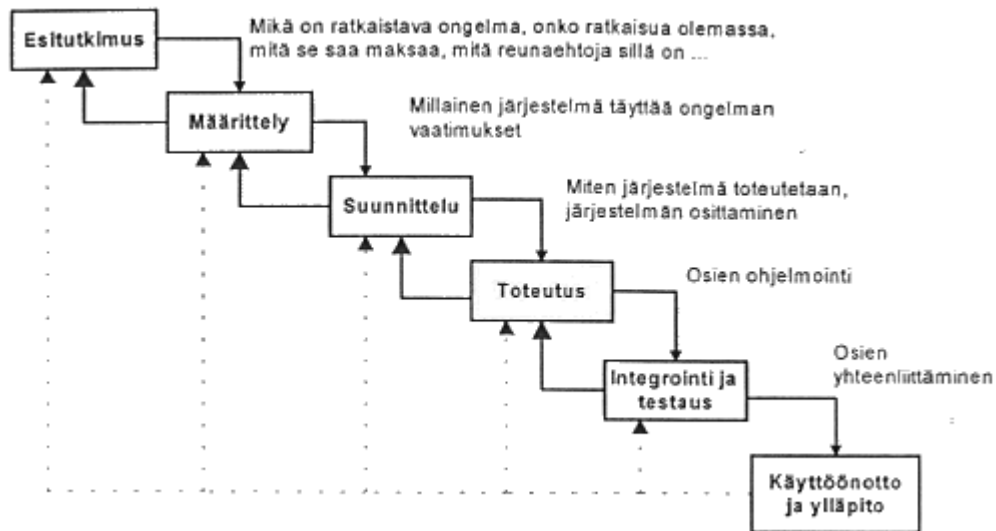 Esitutkimus
Mikä on ratkaistava ongelma, onko ratkaisua olemassa,
mitä se saa maksaa, mitä reunaehtoja sillä on ...
Määrittely
Millainen järjestelmä täyttää ongelman
vaatimukset
Suunnittelu
Miten järjestelmä toteutetaan,
järjestelmän osittaminen
Toteutus
Osien ohjelmointi
Integrointi ja
testaus
Osien
yhteenliittäminen
Käyttöönotto
ja ylläpito